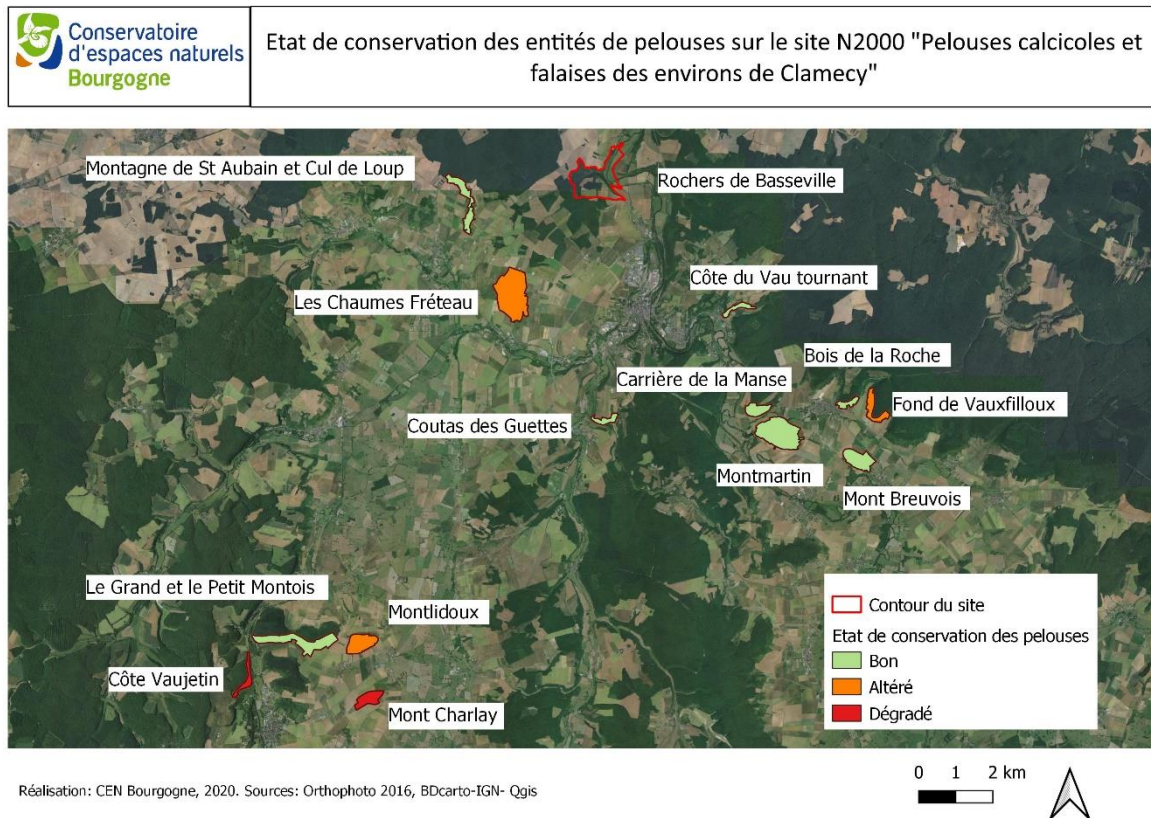 Conservatoire
d'espaces naturels
Bourgogne
Etat de conservation des entités de pelouses sur le site N2000 "Pelouses calcicoles et
falaises des environs de Clamecy"
Montagne de St Aubain et Cul de Loup
Rochers de Basseville
Côte du Vau tournant
Les Chaumes Fréteau
Bois de la Roche
Carrière de la Manse
Fond de Vauxfilloux
Coutas des Guettes
Montmartin
Mont Breuvois
Le Grand et le Petit Montois
Montlidoux
Côte Vaujetin
Mont Charlay
Contour du site
Etat de conservation des pelouses
Bon
Altéré
Dégradé
Réalisation: CEN Bourgogne, 2020. Sources: Orthophoto 2016, BDcarto-IGN- Qgis
0 1 2 km